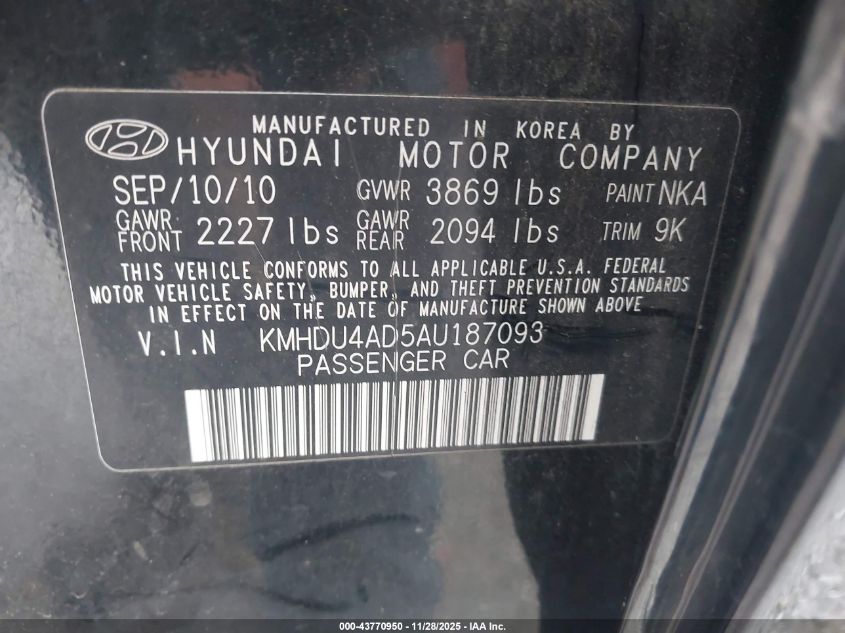 MANUFACTURED IN KOREA BY
HYUNDAI MOTOR COMPANY
SEP/10/10 GVWR 3869 lbs PAINT NKA
GAWR FRONT 2227 lbs GAWR REAR 2094 lbs TRIM 9K
THIS VEHICLE CONFORMS TO ALL APPLICABLE U.S.A. FEDERAL
MOTOR VEHICLE SAFETY, BUMPER, AND THEFT PREVENTION STANDARDS
IN EFFECT ON THE DATE OF MANUFACTURE SHOWN ABOVE
V.I.N KMHDU4AD5AU187093
PASSENGER CAR
000-43770950 - 11/28/2025 - IAA Inc.